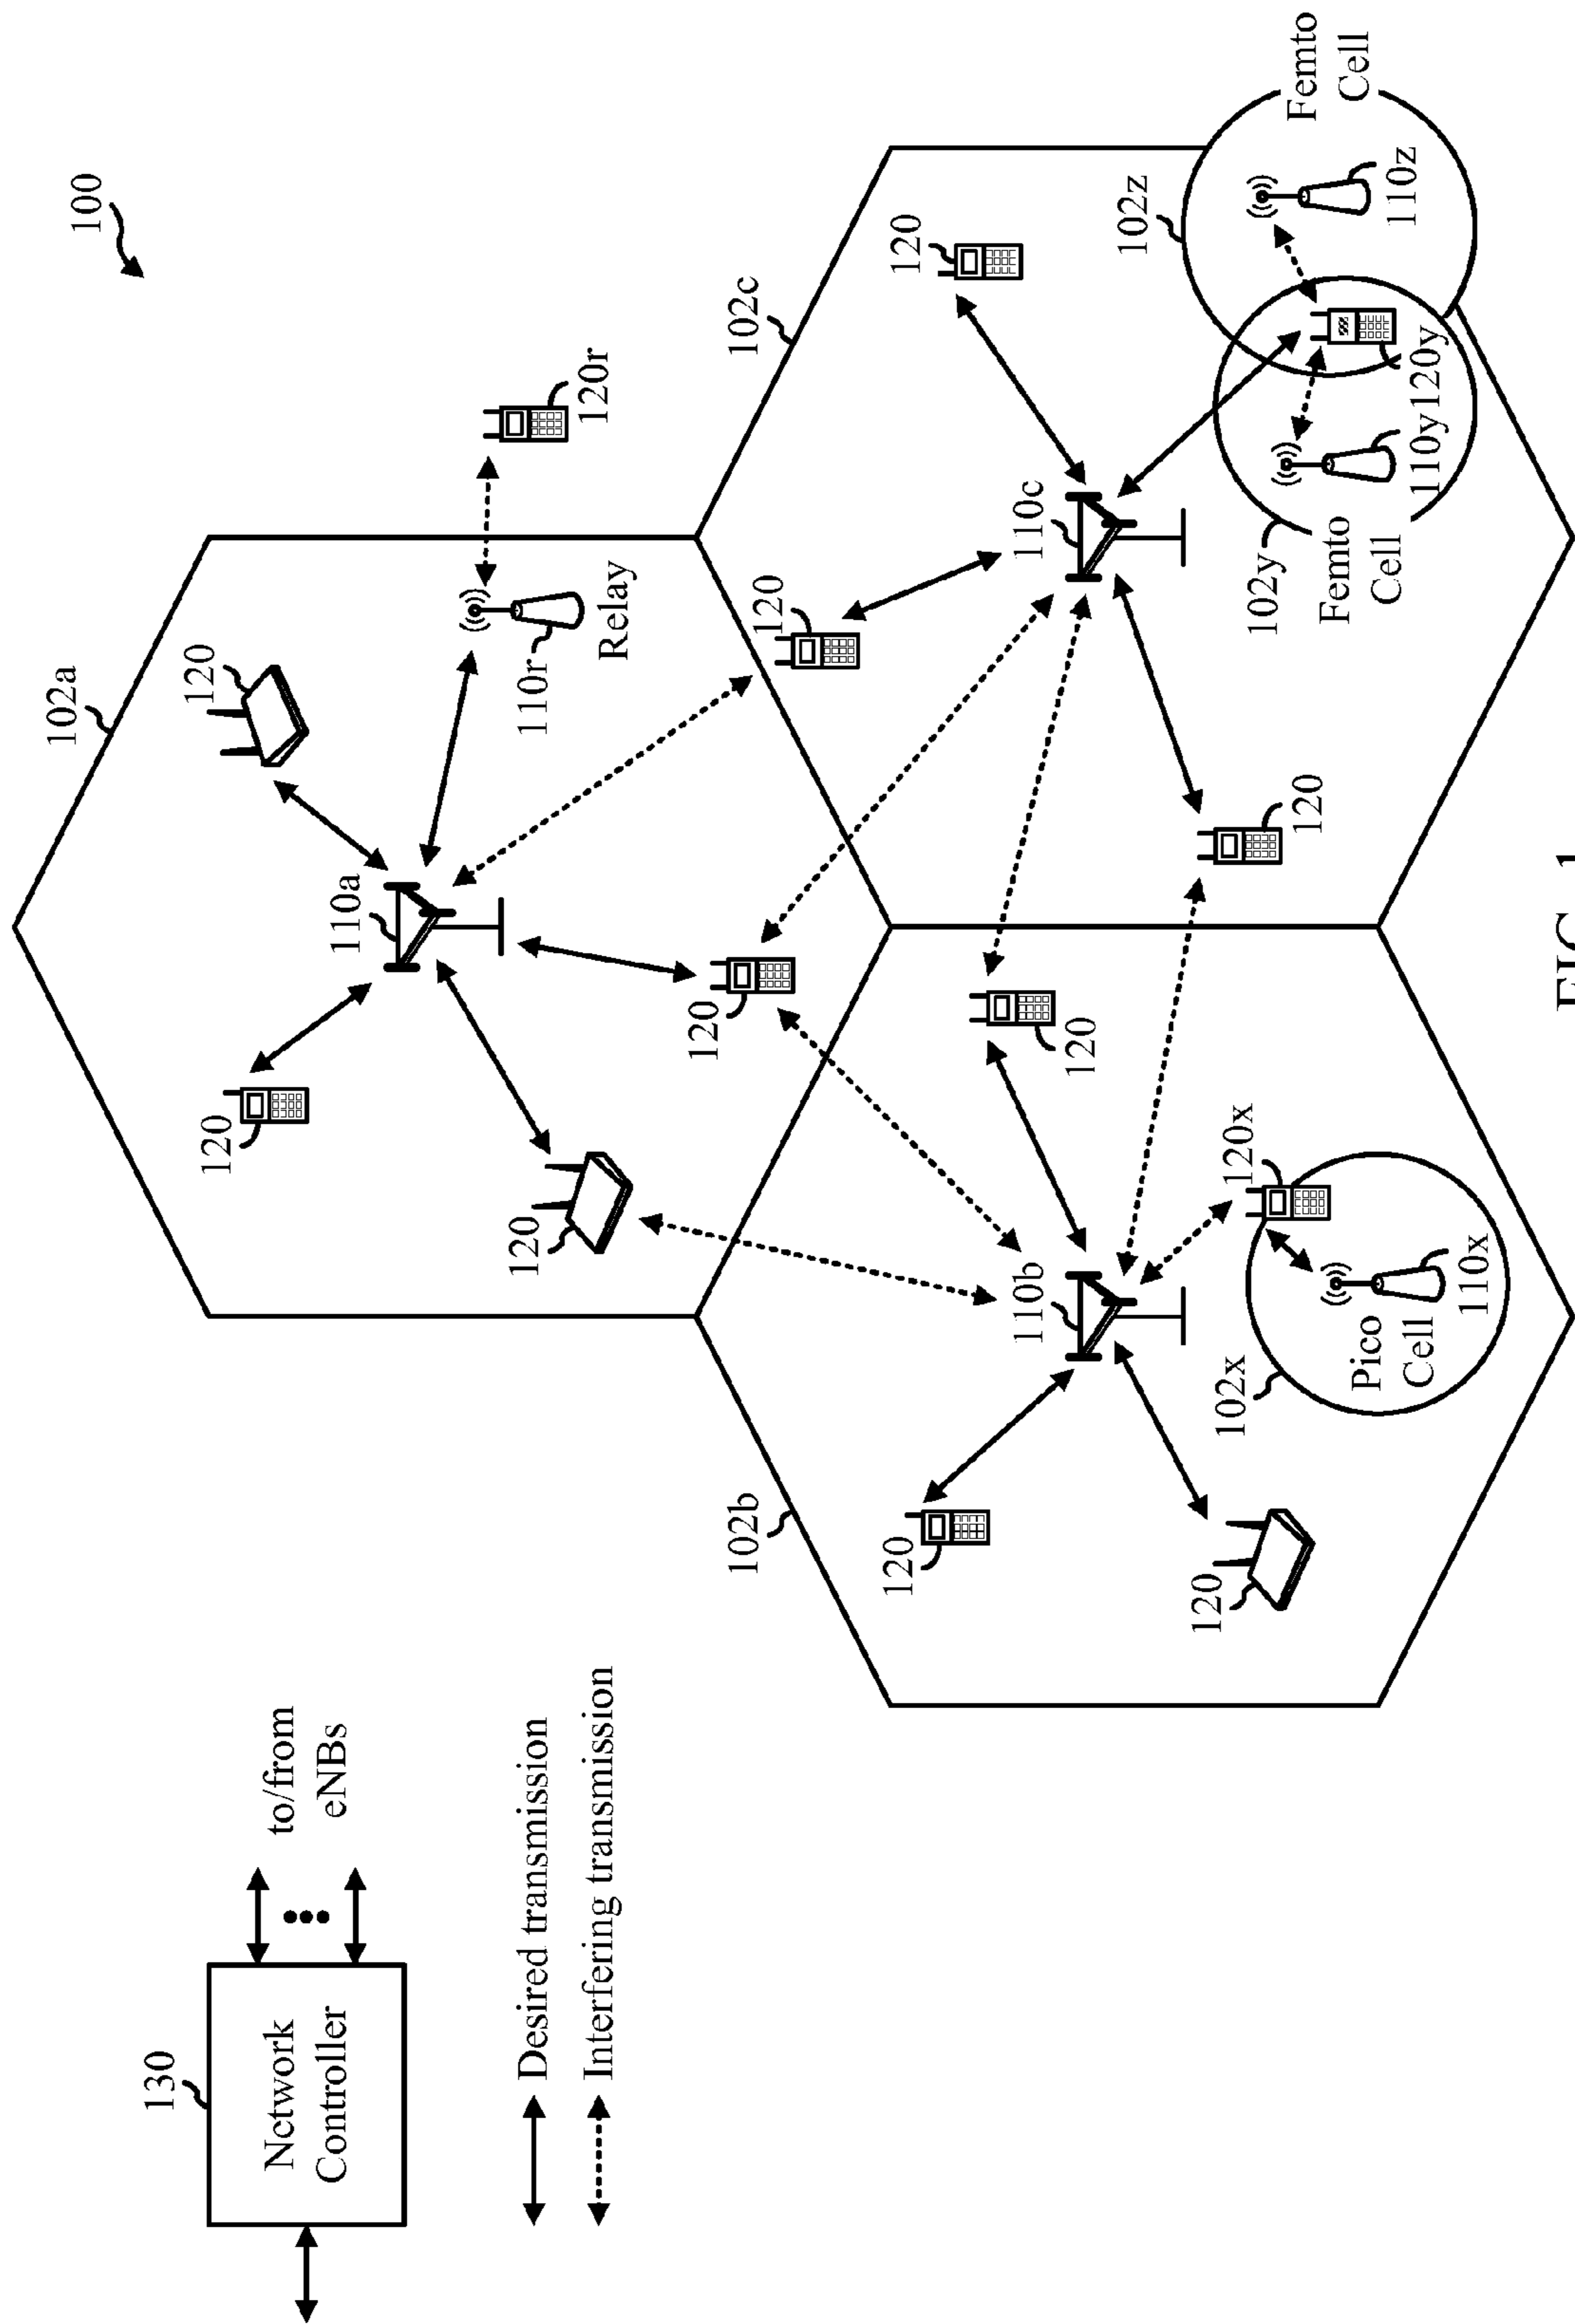 100
102a
130
Network
Controller
to/from
eNBs
120
120
110a
120
120r
110r
Relay
Desired transmission
Interfering transmission
120
120
102b
102c
120
120
110b
120
110c
102z
120
102x
120x
120
102y
Femto
Cell
Pico
Cell
110x
Femto
Cell
110y
120y
110z
FIG. 1